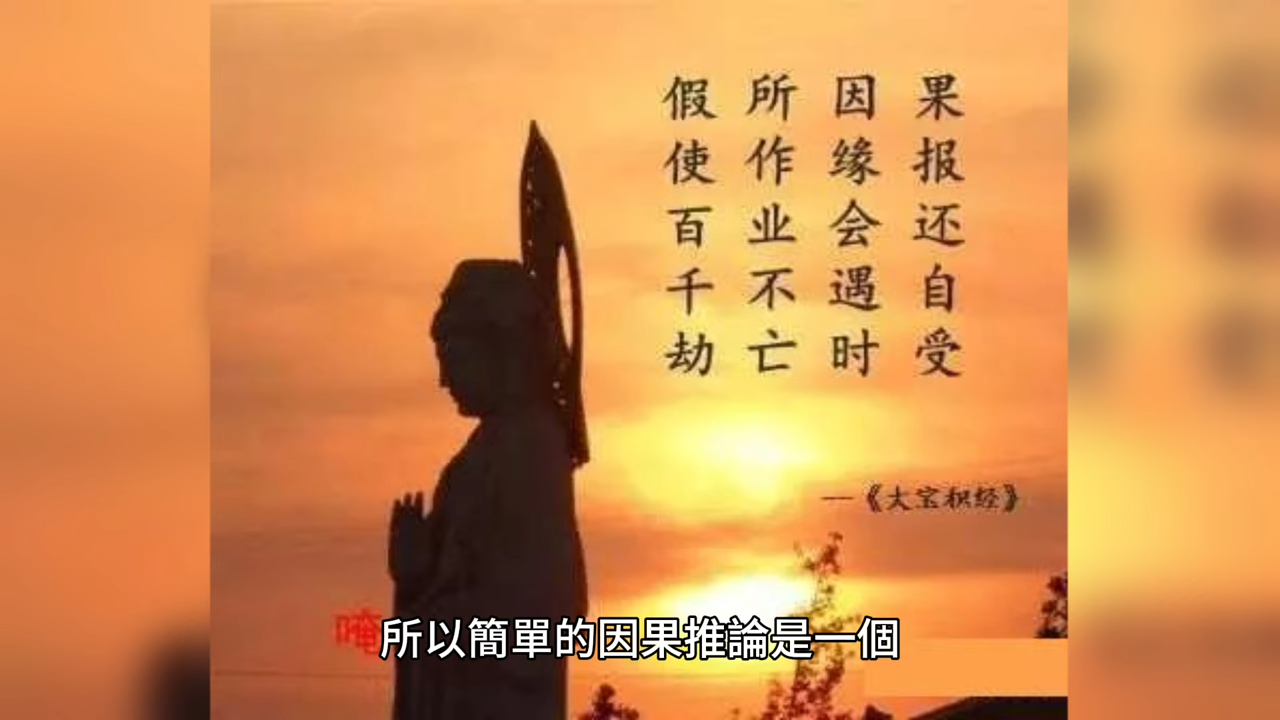 假使百千劫
所作业不亡
因缘会遇时
果报还自受
—《大宝积经》
唵
所以簡單的因果推論是一個